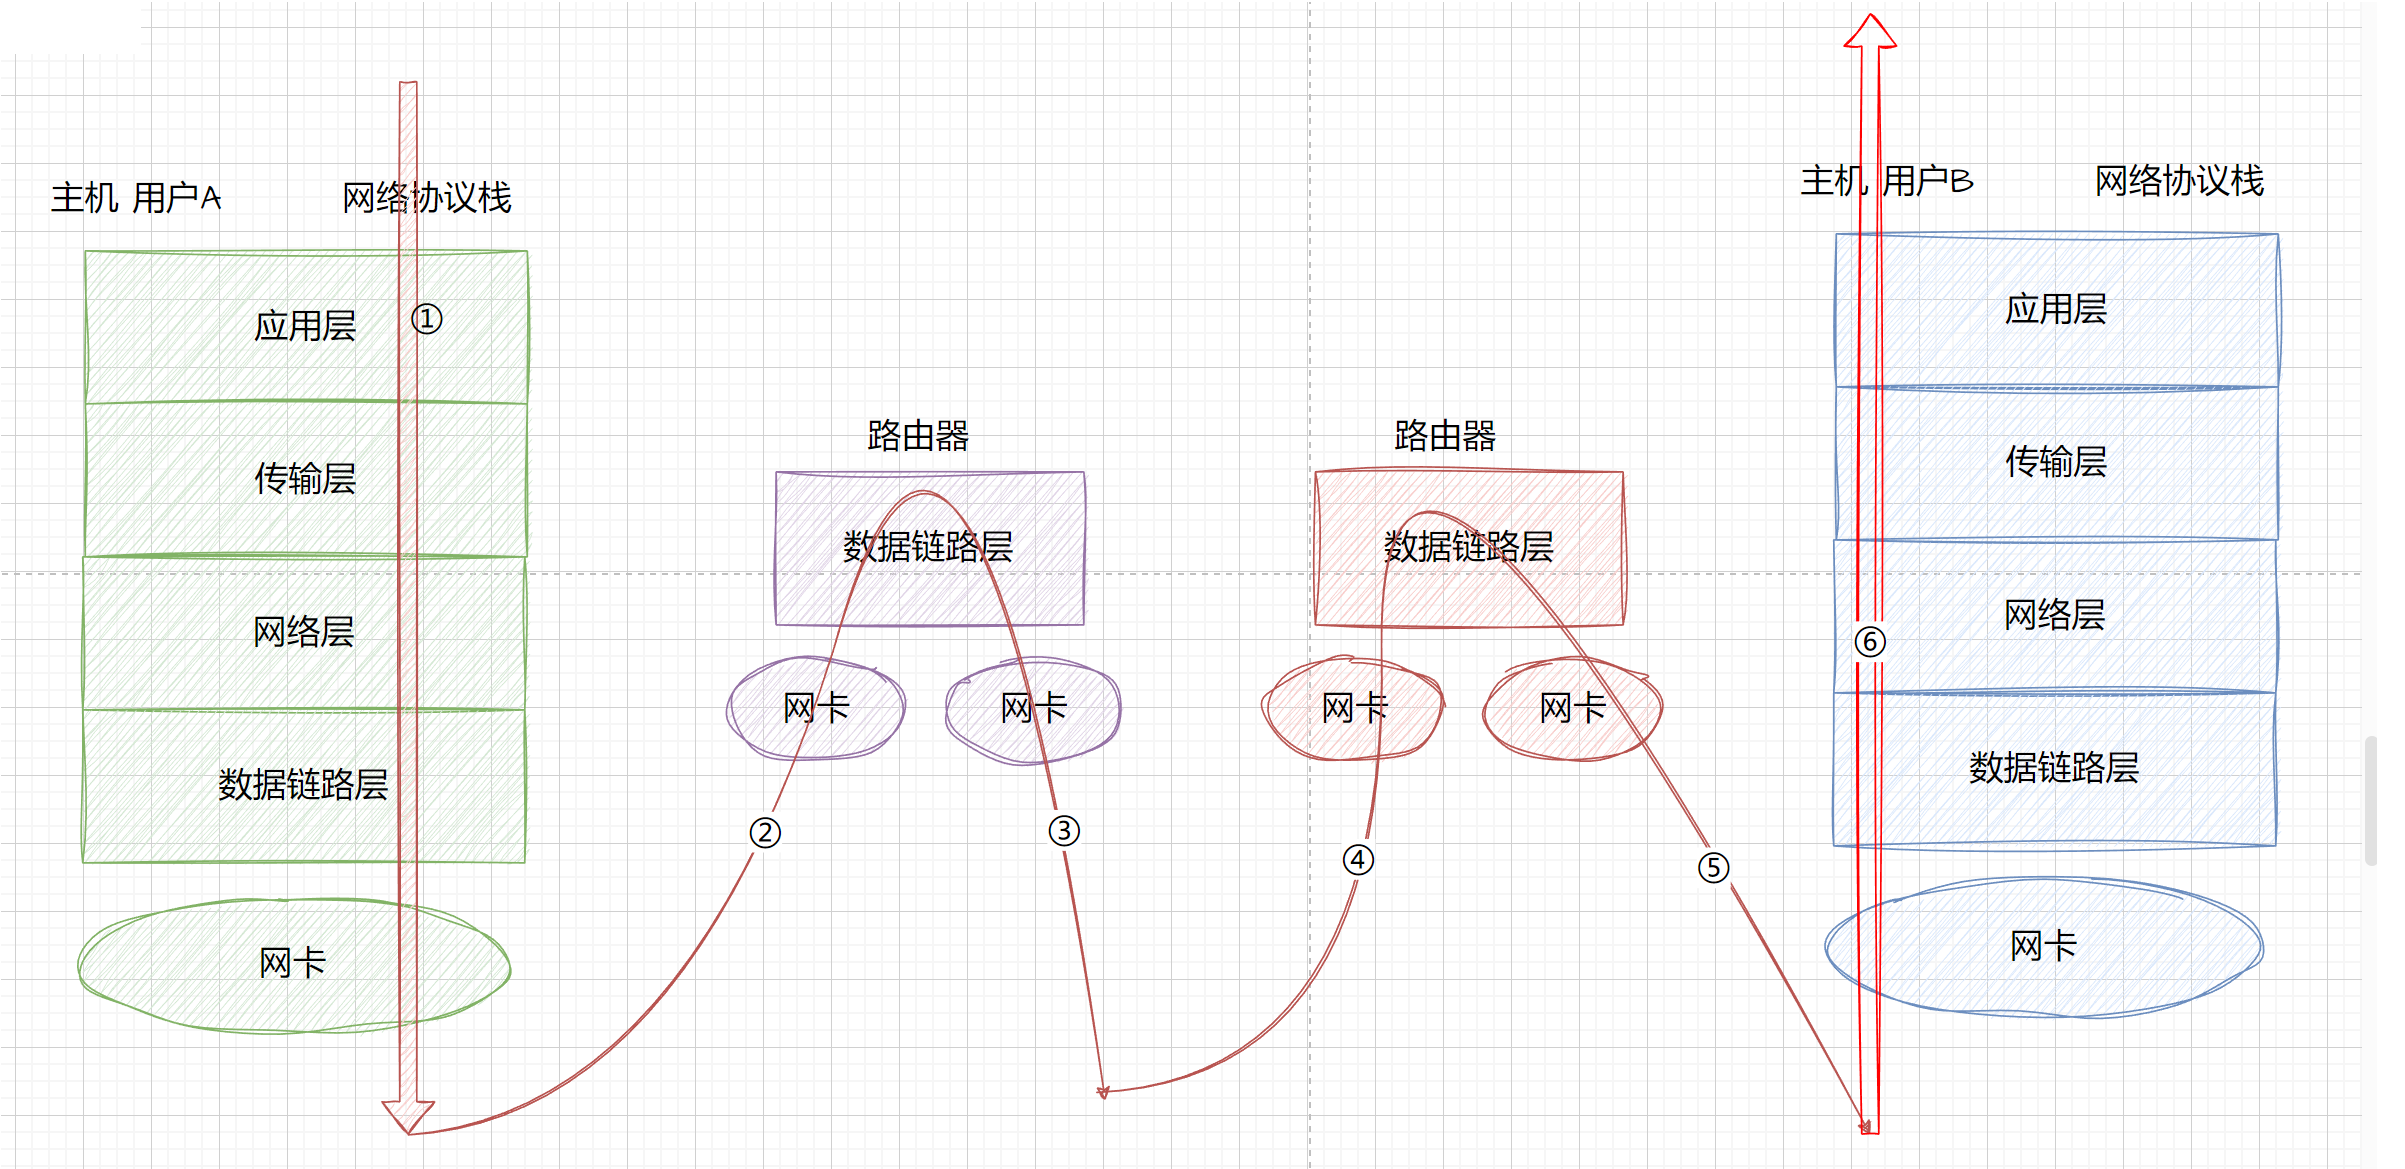 主机 用户A
网络协议栈
应用层
①
传输层
网络层
数据链路层
网卡
路由器
数据链路层
网卡
网卡
②
③
路由器
数据链路层
网卡
网卡
④
⑤
主机 用户B
网络协议栈
应用层
传输层
网络层
⑥
数据链路层
网卡